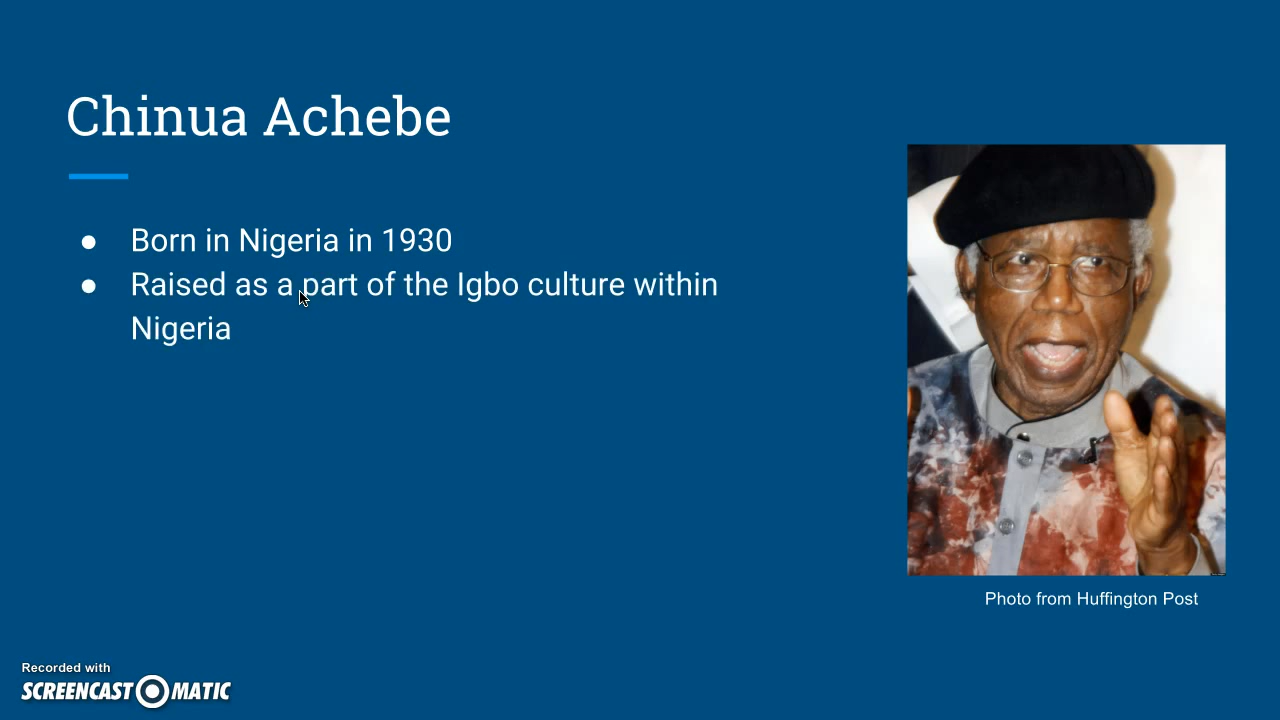 Chinua Achebe
● Born in Nigeria in 1930
● Raised as a part of the Igbo culture within
Nigeria
Photo from Huffington Post
Recorded with
SCREENCAST MATIC